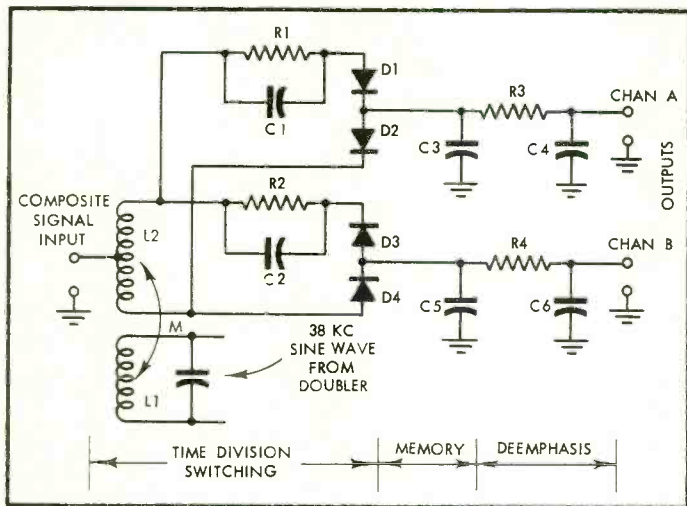 R1
C1
D1
D2
R3
C3
C4
CHAN A
OUTPUTS
COMPOSITE
SIGNAL
INPUT
L2
R2
C2
D3
D4
R4
C5
C6
CHAN B
M
L1
38 KC
SINE WAVE
FROM
DOUBLER
TIME DIVISION
SWITCHING
MEMORY
DEEMPHASIS